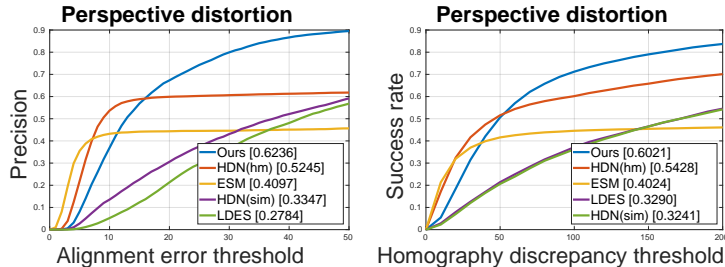 Perspective distortion
Precision
0.9
0.8
0.7
0.6
0.5
0.4
0.3
0.2
0.1
0
Ours [0.6236]
HDN(hm) [0.5245]
ESM [0.4097]
HDN(sim) [0.3347]
LDES [0.2784]
0 10 20 30 40 50
Alignment error threshold
Perspective distortion
Success rate
0.9
0.8
0.7
0.6
0.5
0.4
0.3
0.2
0.1
0
Ours [0.6021]
HDN(hm) [0.5428]
ESM [0.4024]
LDES [0.3290]
HDN(sim) [0.3241]
0 50 100 150 200
Homography discrepancy threshold